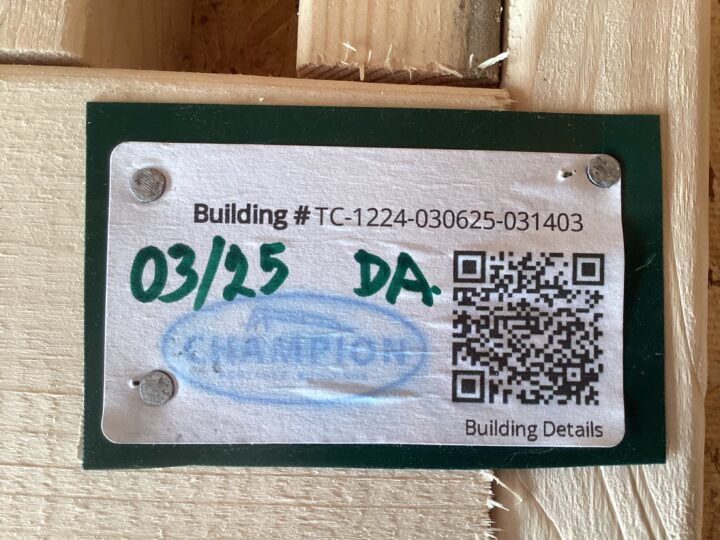 Building # TC-1224-030625-031403
03/25 DA.
CHAMPION
Building Details